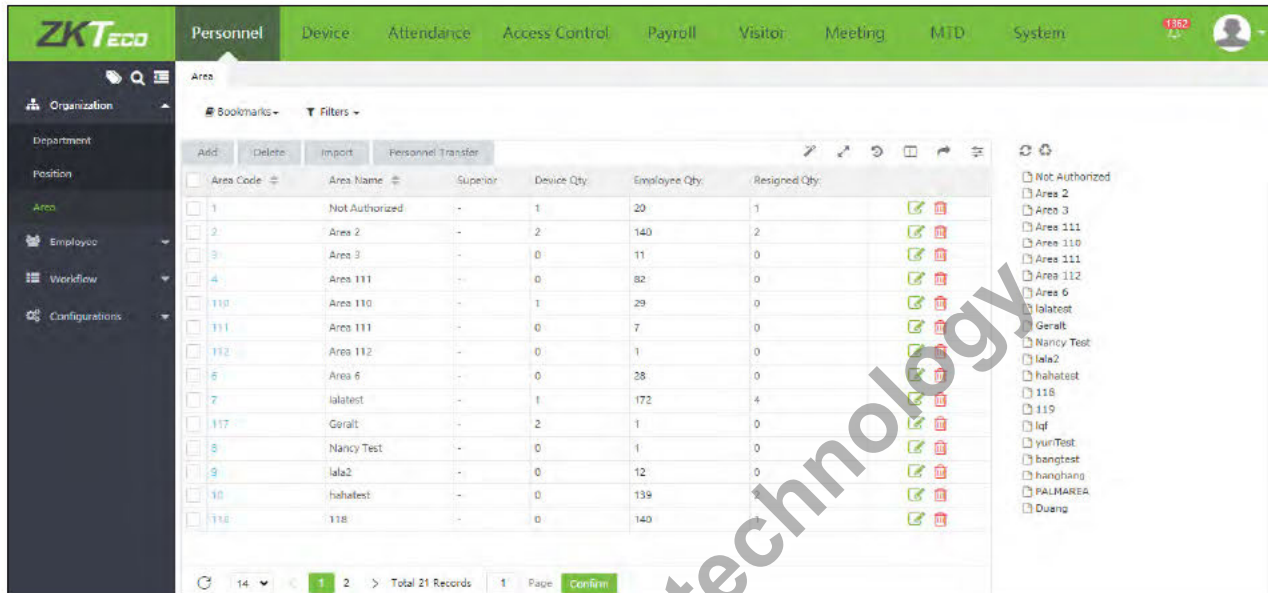 ZKTeco Personnel Device Attendance Access Control Payroll Visitor Meeting MTD System 1362
Area
Organization
Department
Position
Area
Employee
Workflow
Configurations
Bookmarks Filters
Add Delete Import Personnel Transfer
Area Code Area Name Superior Device Qty. Employee Qty. Resigned Qty.
1 Not Authorized - 1 20 1
2 Area 2 - 2 140 2
3 Area 3 - 0 11 0
4 Area 111 - 0 82 0
110 Area 110 - 1 29 0
111 Area 111 - 0 7 0
112 Area 112 - 0 1 0
6 Area 6 - 0 28 0
7 lalatest - 1 172 4
117 Geralt - 2 1 0
8 Nancy Test - 0 1 0
9 lala2 - 0 12 0
10 hahatest - 0 139
118 118 - 0 140
14 1 2 > Total 21 Records 1 Page Confirm
Not Authorized
Area 2
Area 3
Area 111
Area 110
Area 111
Area 112
Area 6
lalatest
Geralt
Nancy Test
lala2
hahatest
118
119
lqf
yuriTest
bangtest
hanghang
PALMAREA
Duang
technology